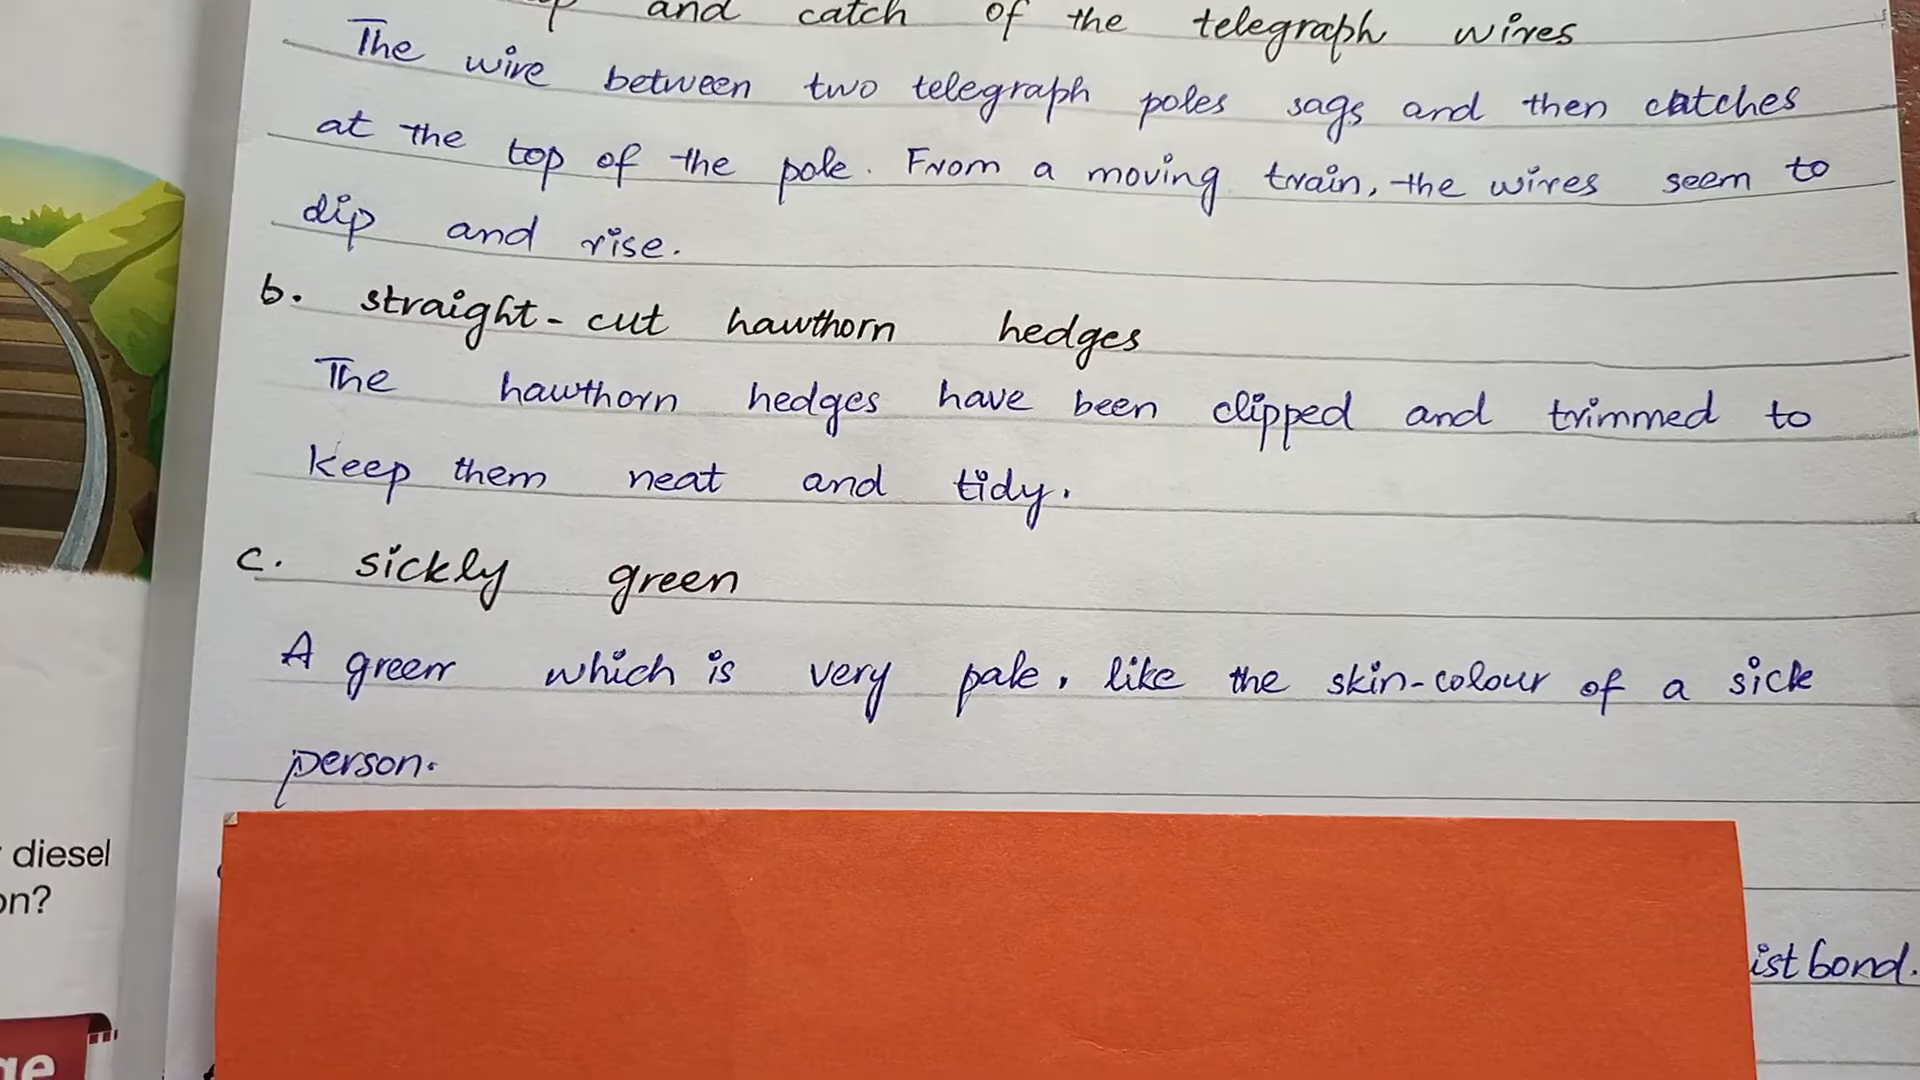 and catch of the telegraph wires
The wire between two telegraph poles sags and then catches
at the top of the pole. From a moving train, the wires seem to
dip and rise.
b. straight-cut hawthorn hedges
The hawthorn hedges have been clipped and trimmed to
keep them neat and tidy.
c. sickly green
A green which is very pale, like the skin-colour of a sick
person.
diesel
on?
ist bond.
ge